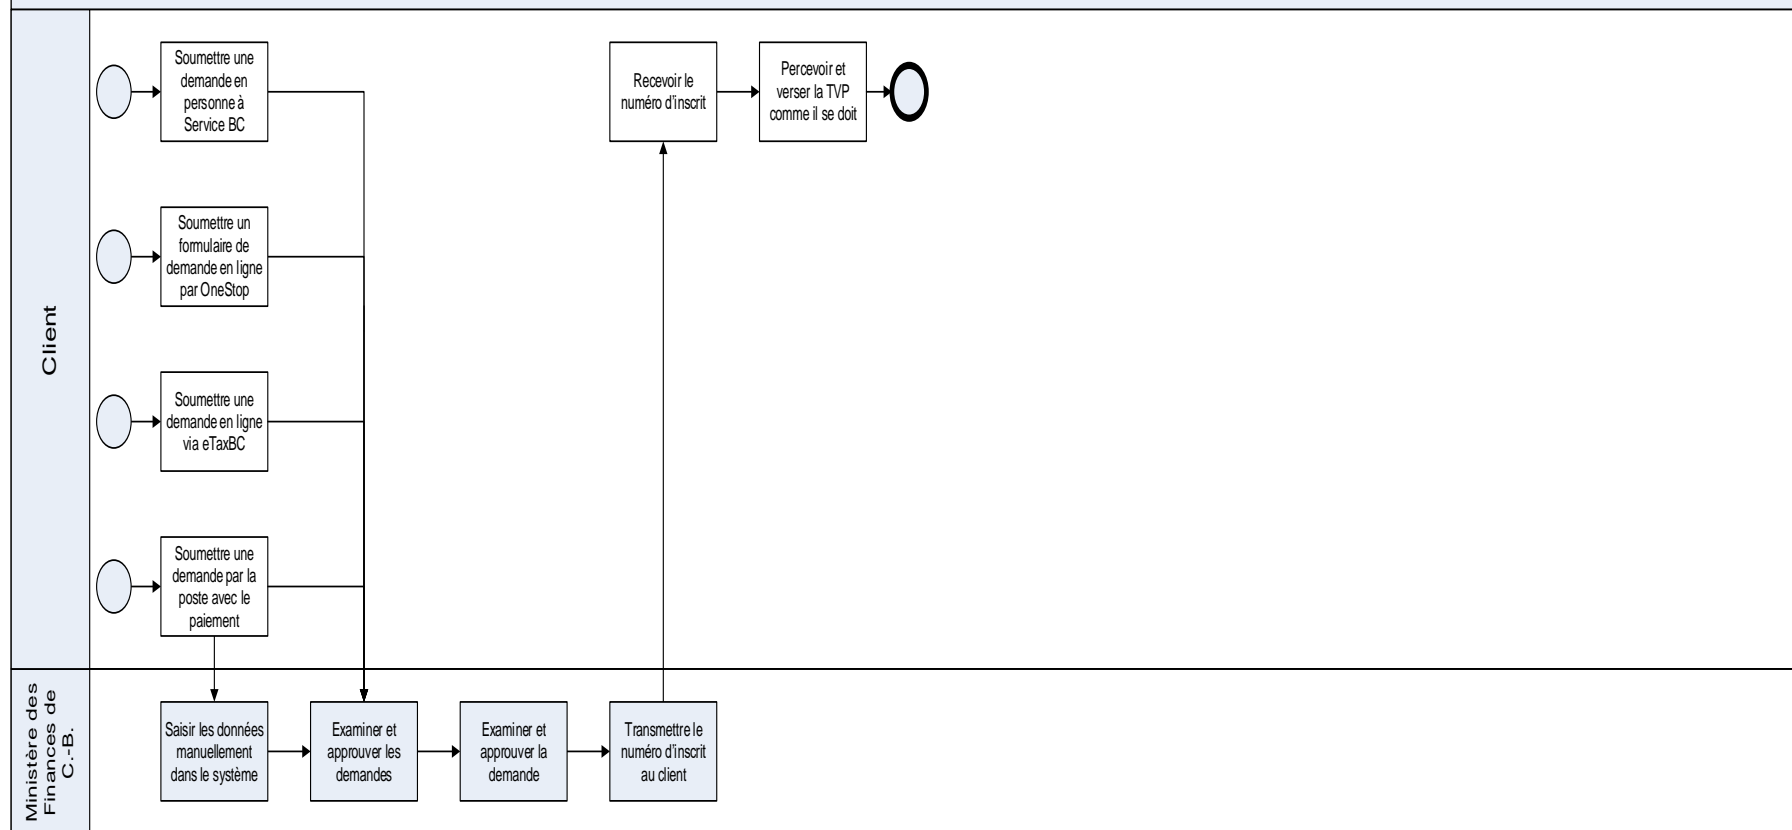 Client
Soumettre une
demande en
personne à
Service BC
Recevoir le
numéro d'inscrit
Percevoir et
verser la TVP
comme il se doit
Soumettre un
formulaire de
demande en ligne
par OneStop
Soumettre une
demande en ligne
via eTaxBC
Soumettre une
demande par la
poste avec le
paiement
Ministère des
Finances de
C.-B.
Saisir les données
manuellement
dans le système
Examiner et
approuver les
demandes
Examiner et
approuver la
demande
Transmettre le
numéro d'inscrit
au client